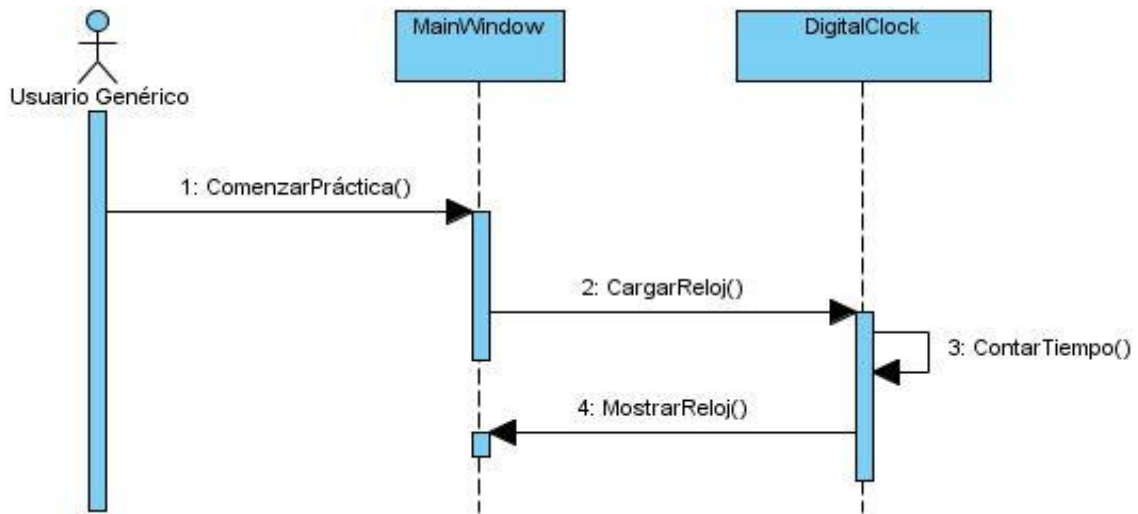 MainWindow
DigitalClock
Usuario Genérico
1: ComenzarPráctica()
2: CargarReloj()
3: ContarTiempo()
4: MostrarReloj()